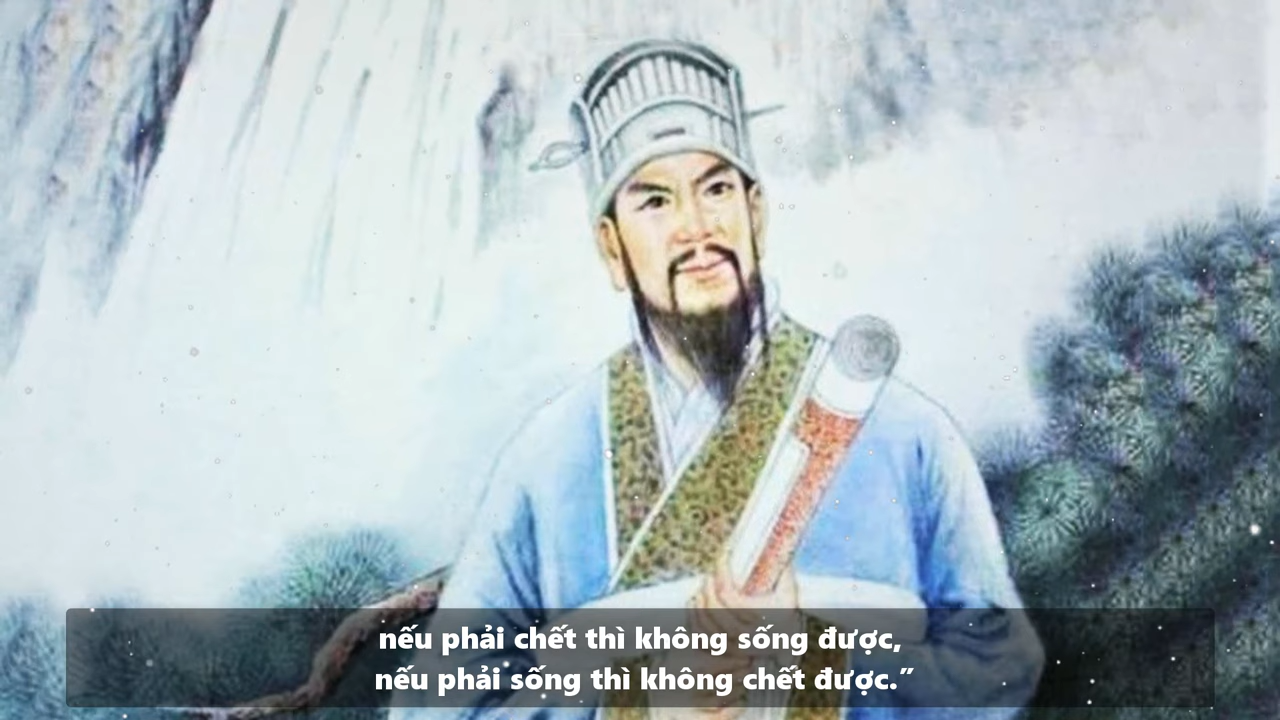 nếu phải chết thì không sống được,
nếu phải sống thì không chết được.”